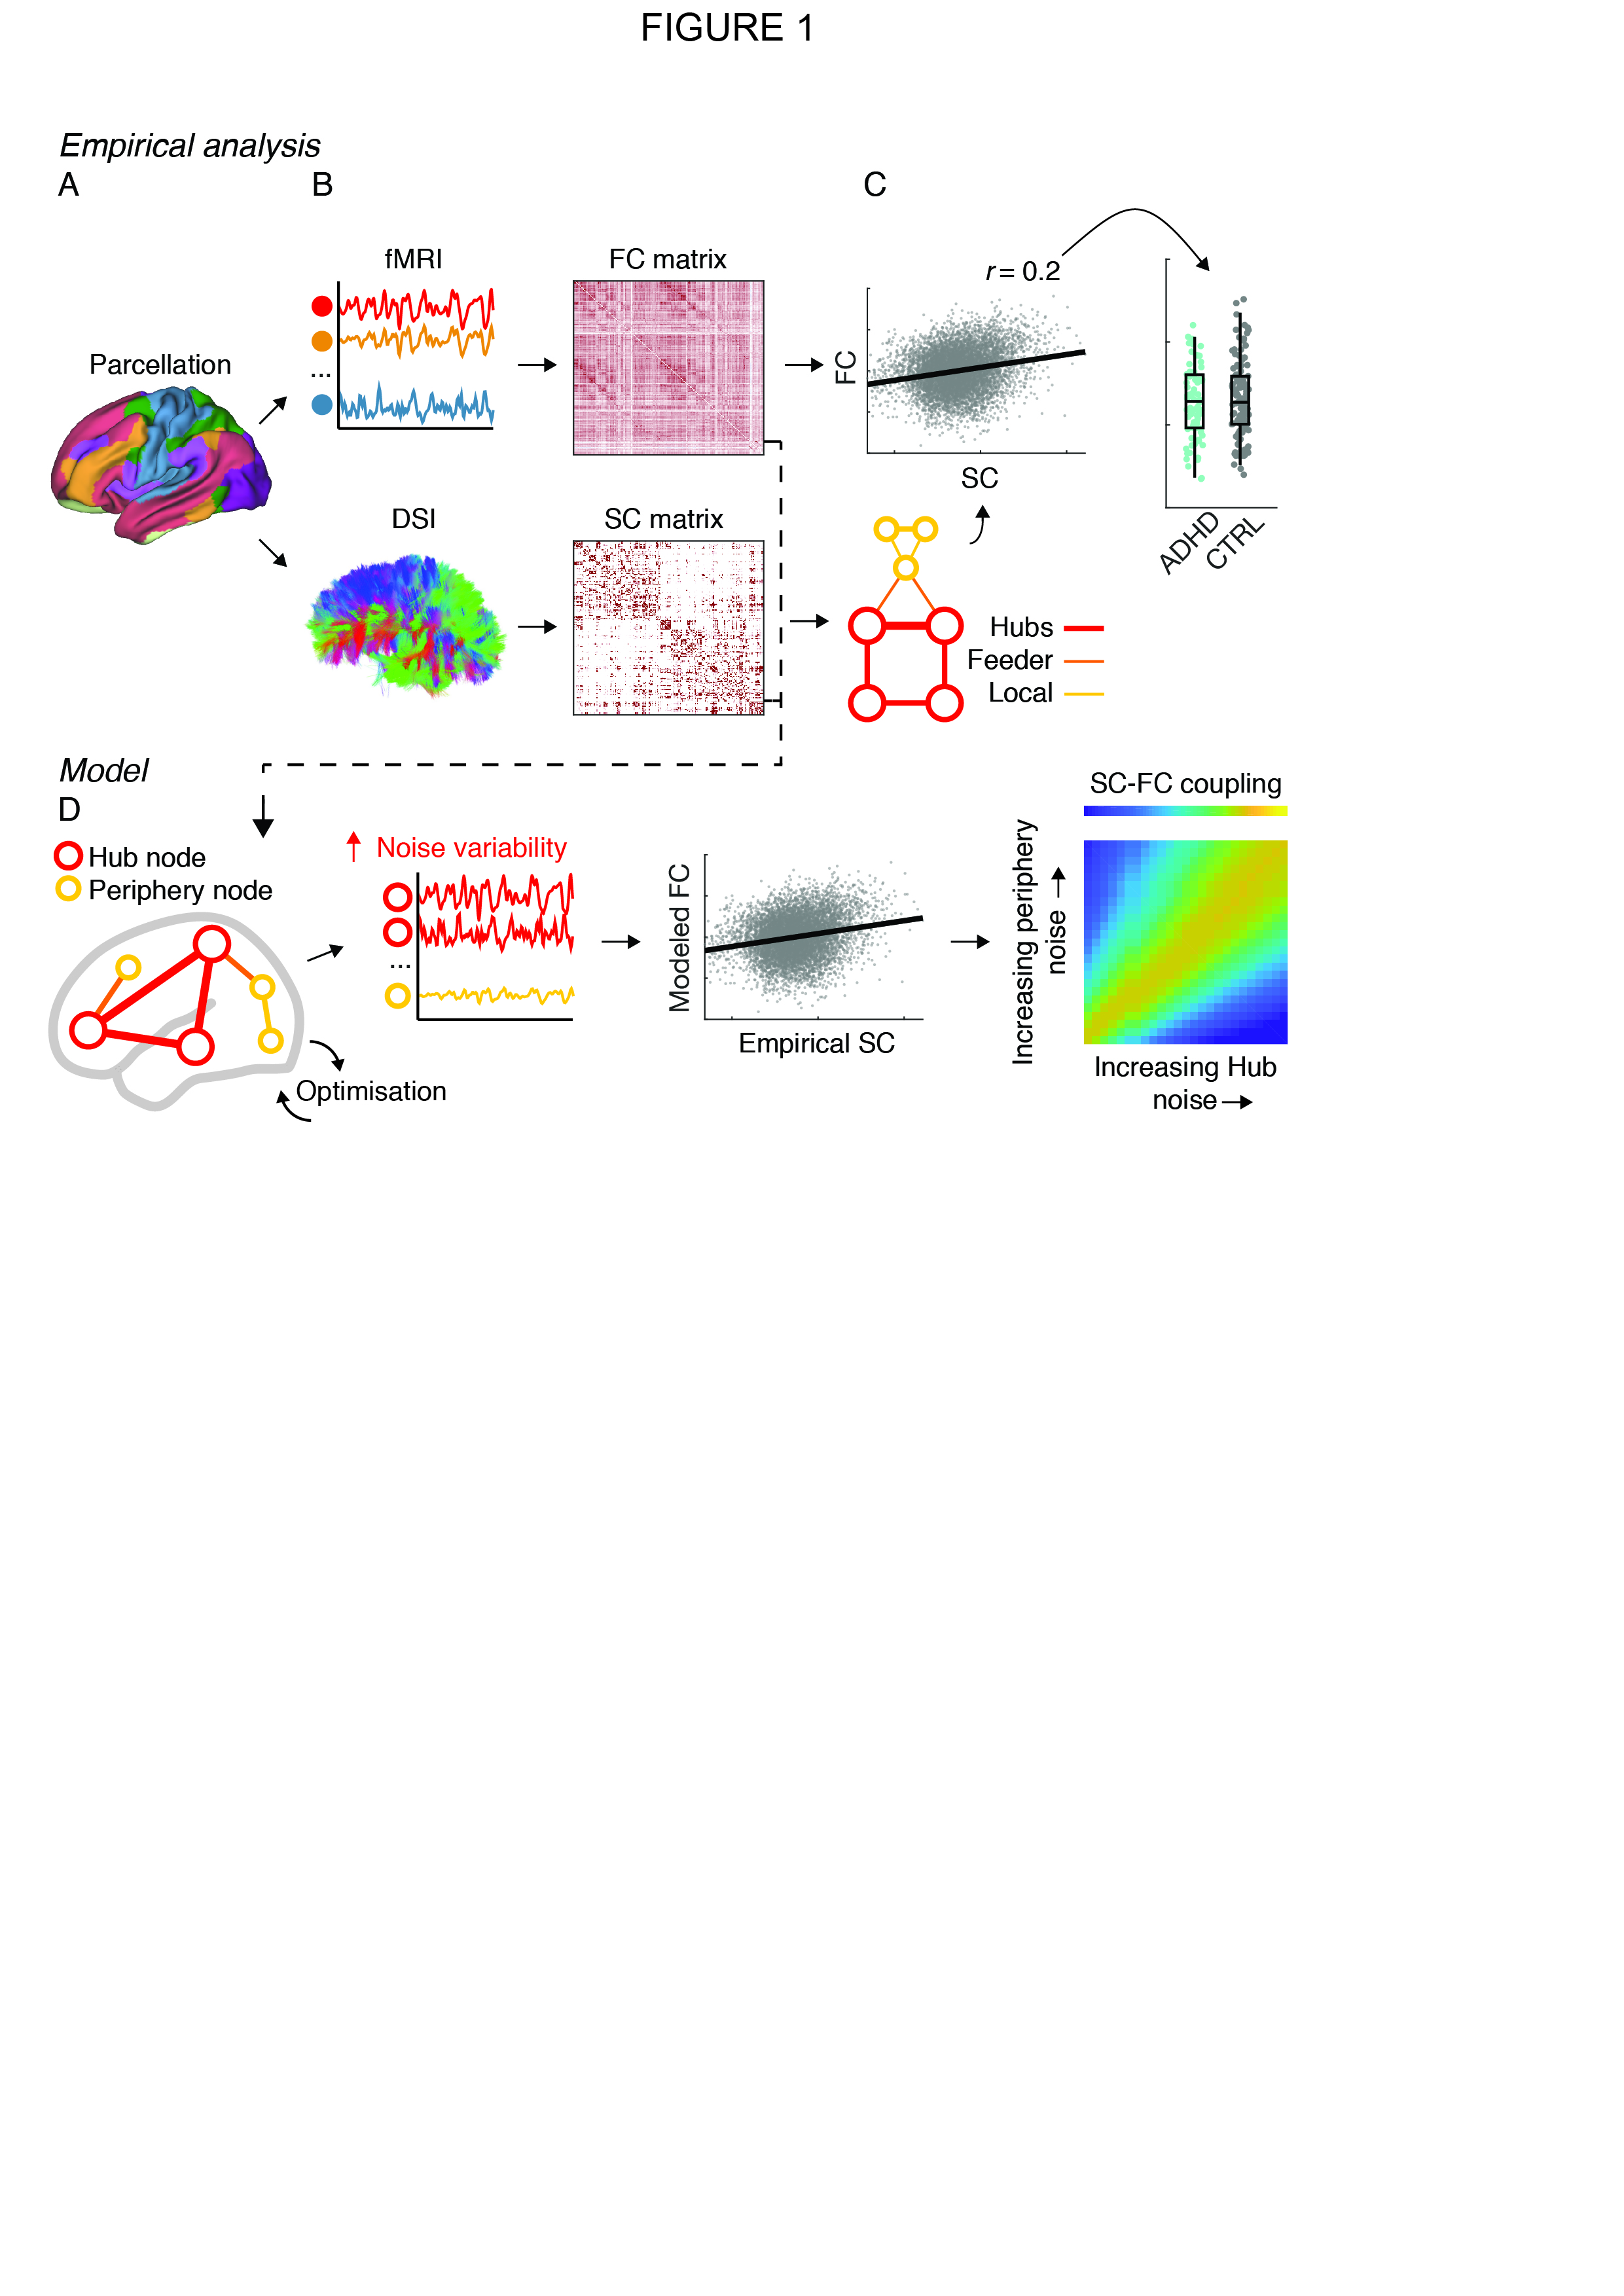 FIGURE 1
Empirical analysis
A
B
C
Parcellation
fMRI
...
FC matrix
r = 0.2
FC
SC
ADHD
CTRL
DSI
SC matrix
Hubs
Feeder
Local
Model
D
Hub node
Periphery node
Optimisation
Noise variability
...
Modeled FC
Empirical SC
SC-FC coupling
Increasing periphery
noise
Increasing Hub
noise